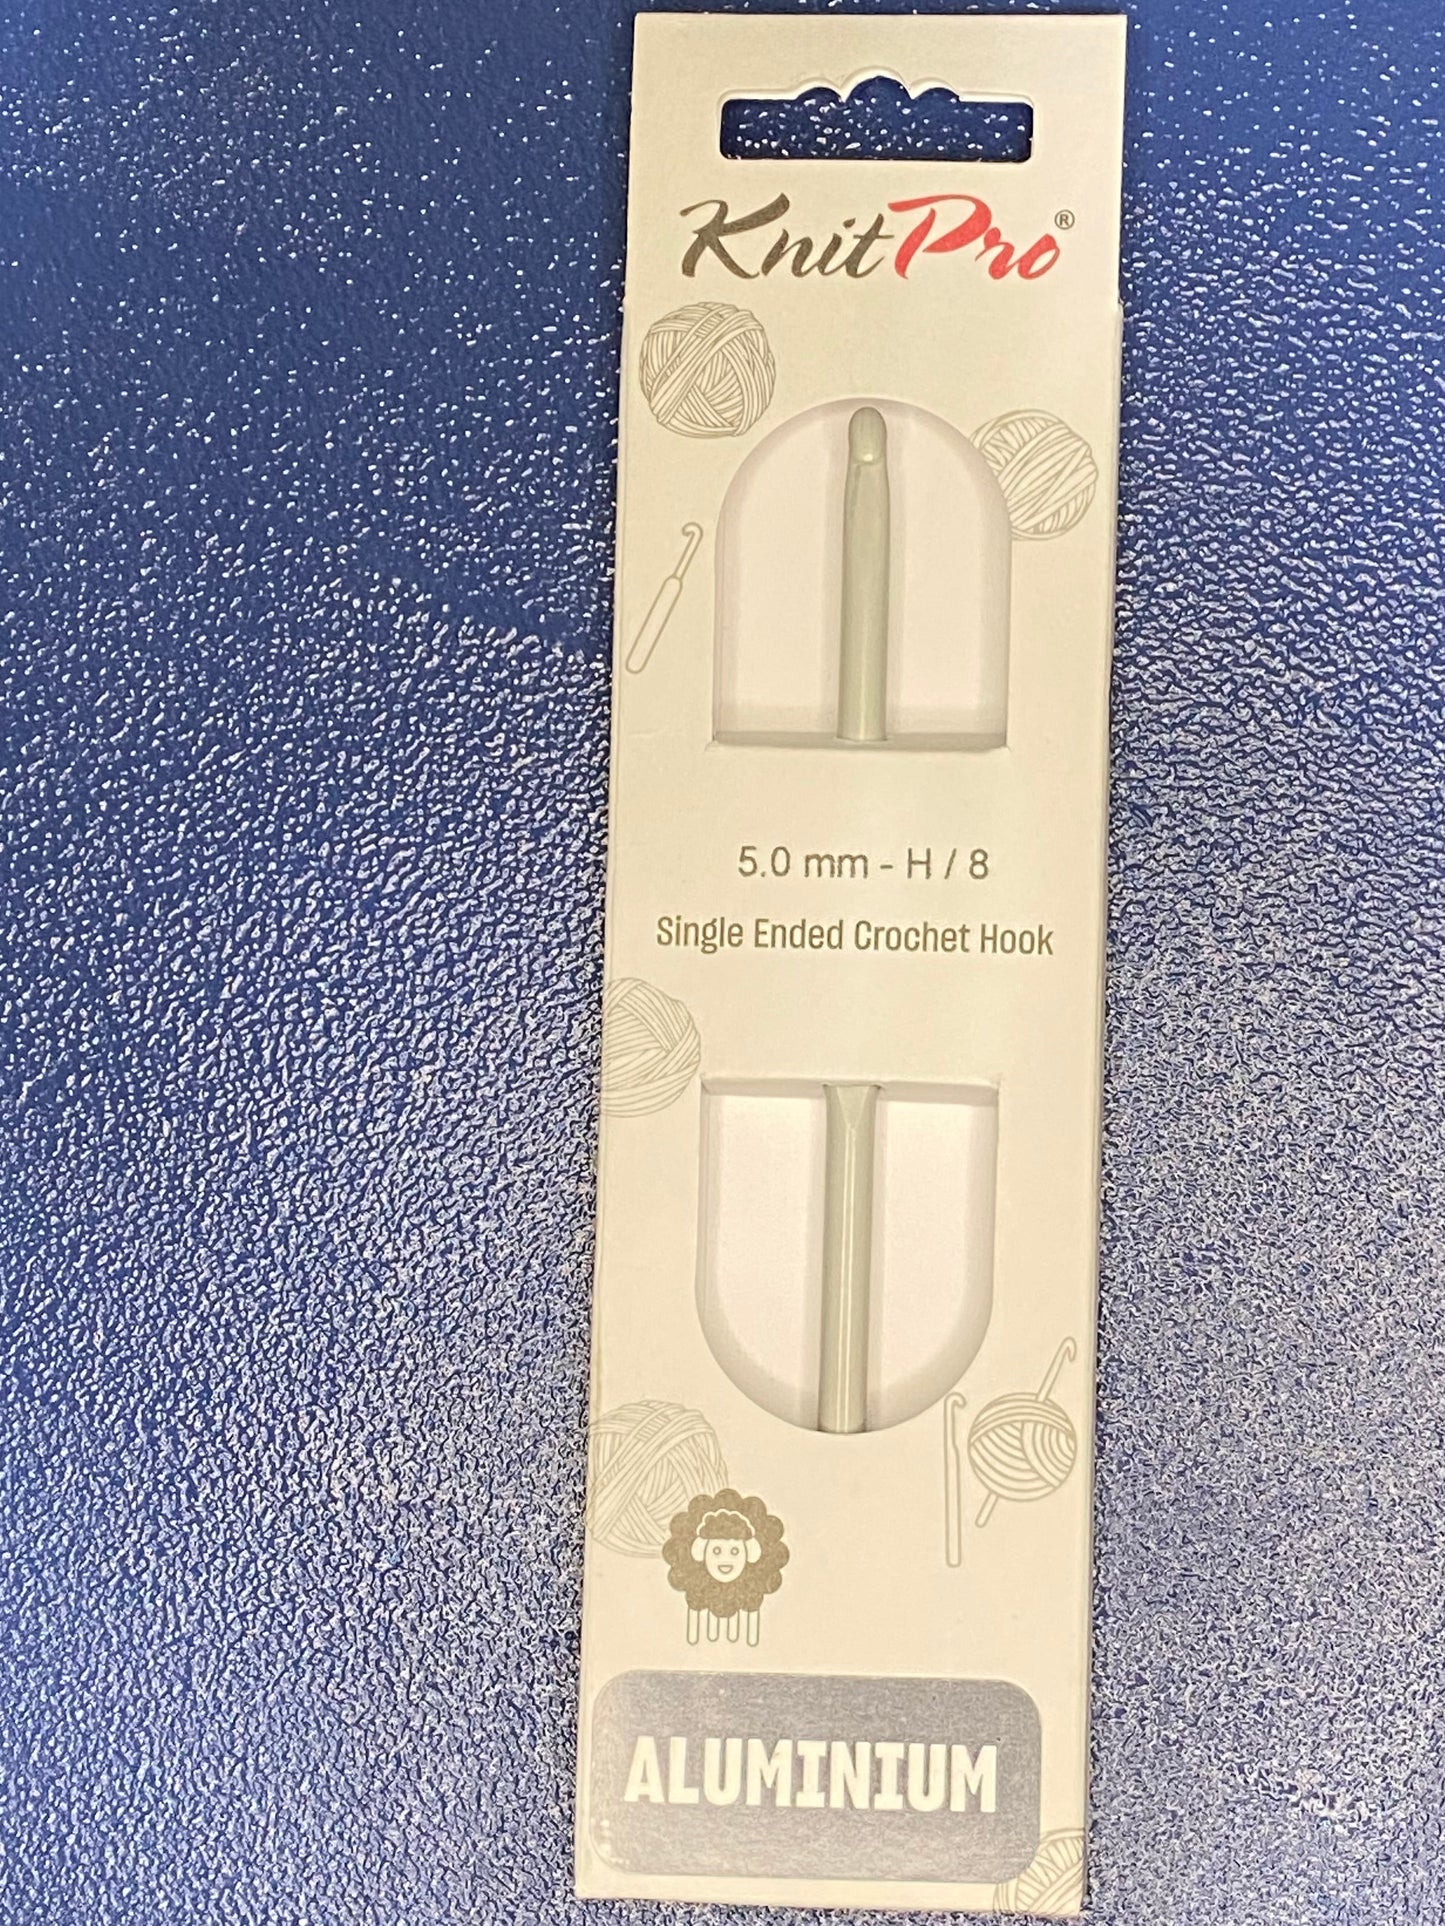 KnitPro®
5.0 mm - H / 8
Single Ended Crochet Hook
ALUMINIUM